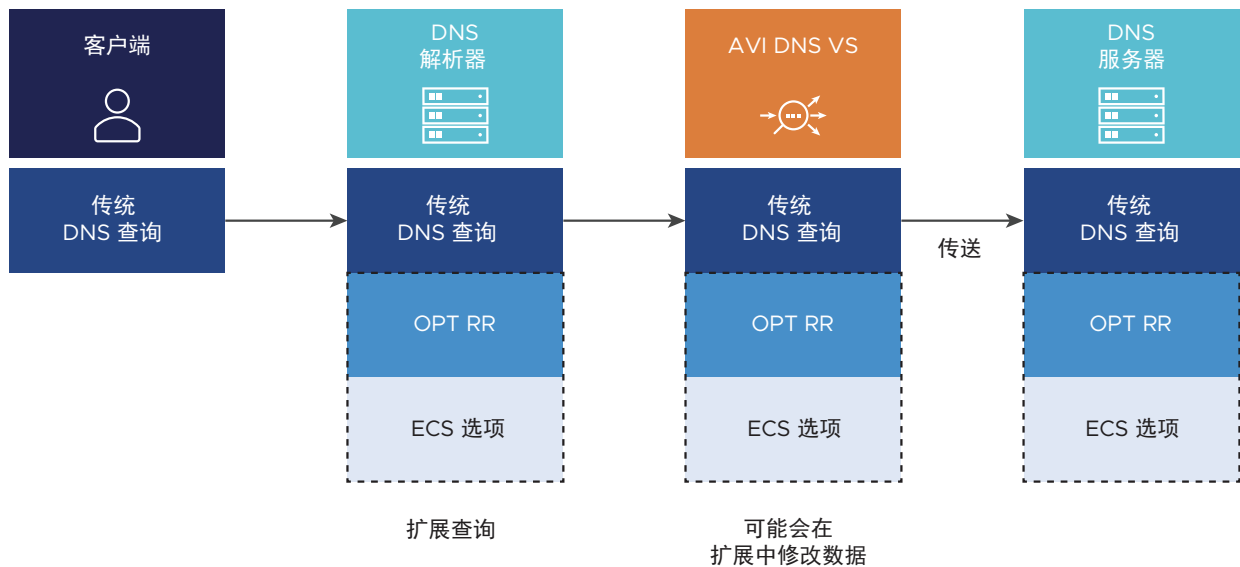 客户端
DNS
解析器
AVI DNS VS
DNS
服务器
传统
DNS 查询
传统
DNS 查询
传统
DNS 查询
传送
传统
DNS 查询
OPT RR
OPT RR
OPT RR
ECS 选项
ECS 选项
ECS 选项
扩展查询
可能会在
扩展中修改数据